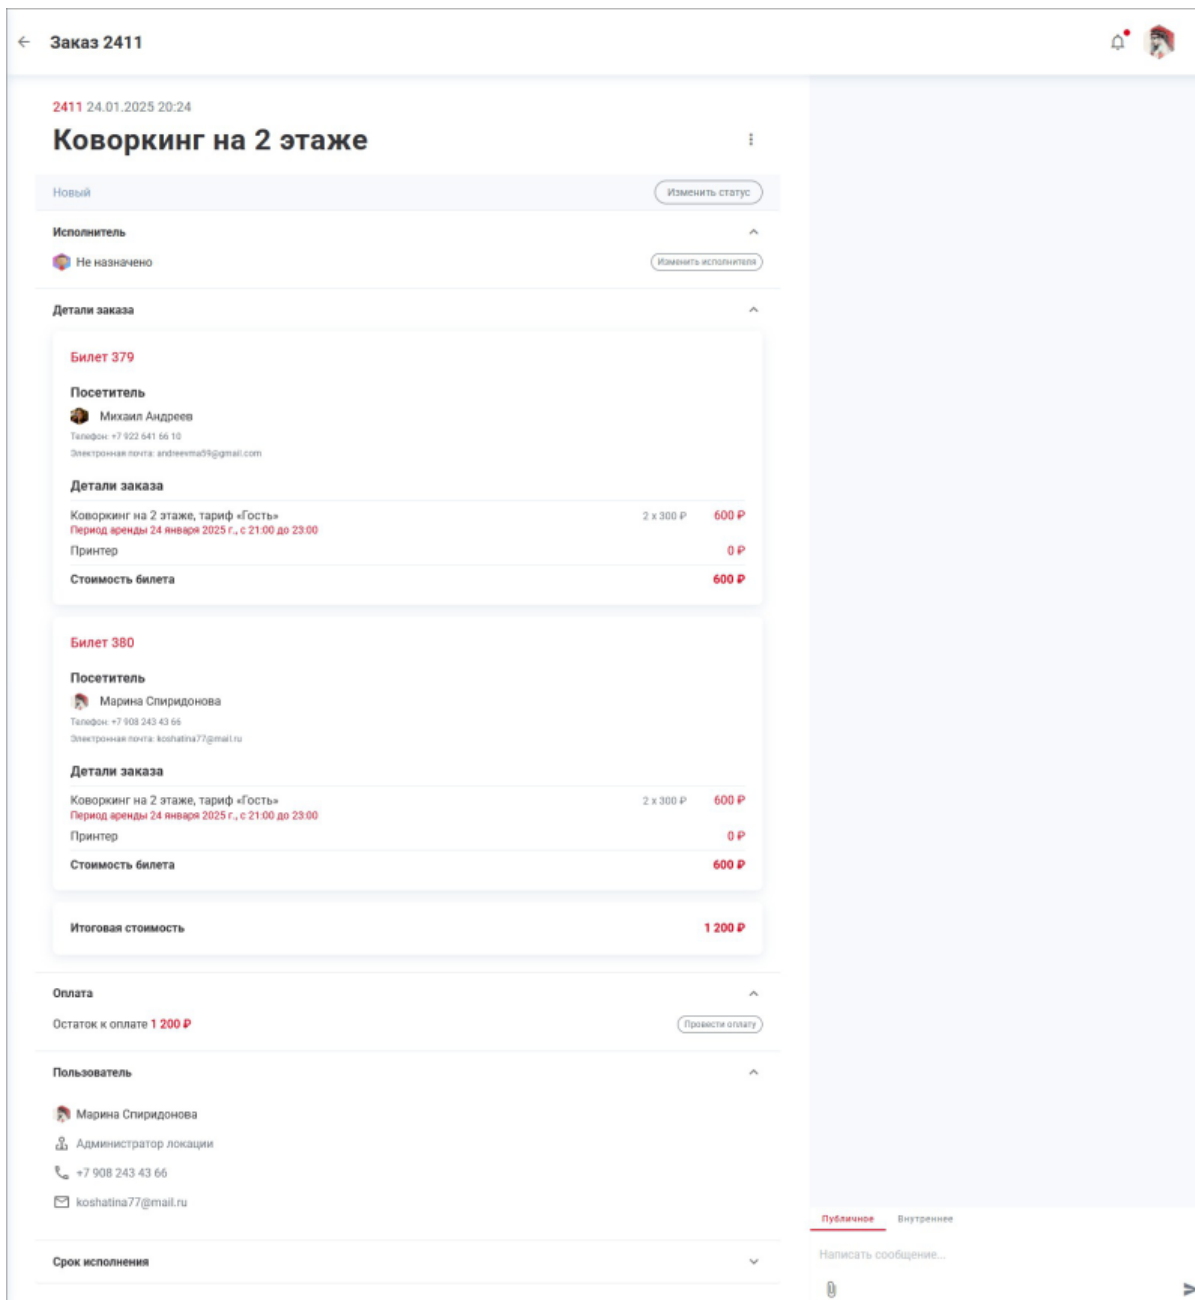 Заказ 2411
2411 24.01.2025 20:24
Коворкинг на 2 этаже
Новый
Изменить статус
Исполнитель
Не назначено
Изменить исполнителя
Детали заказа
Билет 379
Посетитель
Михаил Андреев
Телефон: +7 922 641 66 10
Электронная почта: andreevma59@gmail.com
Детали заказа
Коворкинг на 2 этаже, тариф «Гость» 2 x 300 ₽ 600 ₽
Период аренды 24 января 2025 г., с 21:00 до 23:00
Принтер 0 ₽
Стоимость билета 600 ₽
Билет 380
Посетитель
Марина Спиридонова
Телефон: +7 908 243 43 66
Электронная почта: koshatina77@mail.ru
Детали заказа
Коворкинг на 2 этаже, тариф «Гость» 2 x 300 ₽ 600 ₽
Период аренды 24 января 2025 г., с 21:00 до 23:00
Принтер 0 ₽
Стоимость билета 600 ₽
Итоговая стоимость 1 200 ₽
Оплата
Остаток к оплате 1 200 ₽
Провести оплату
Пользователь
Марина Спиридонова
Администратор локации
+7 908 243 43 66
koshatina77@mail.ru
Срок исполнения
Публичное Внутреннее
Написать сообщение...